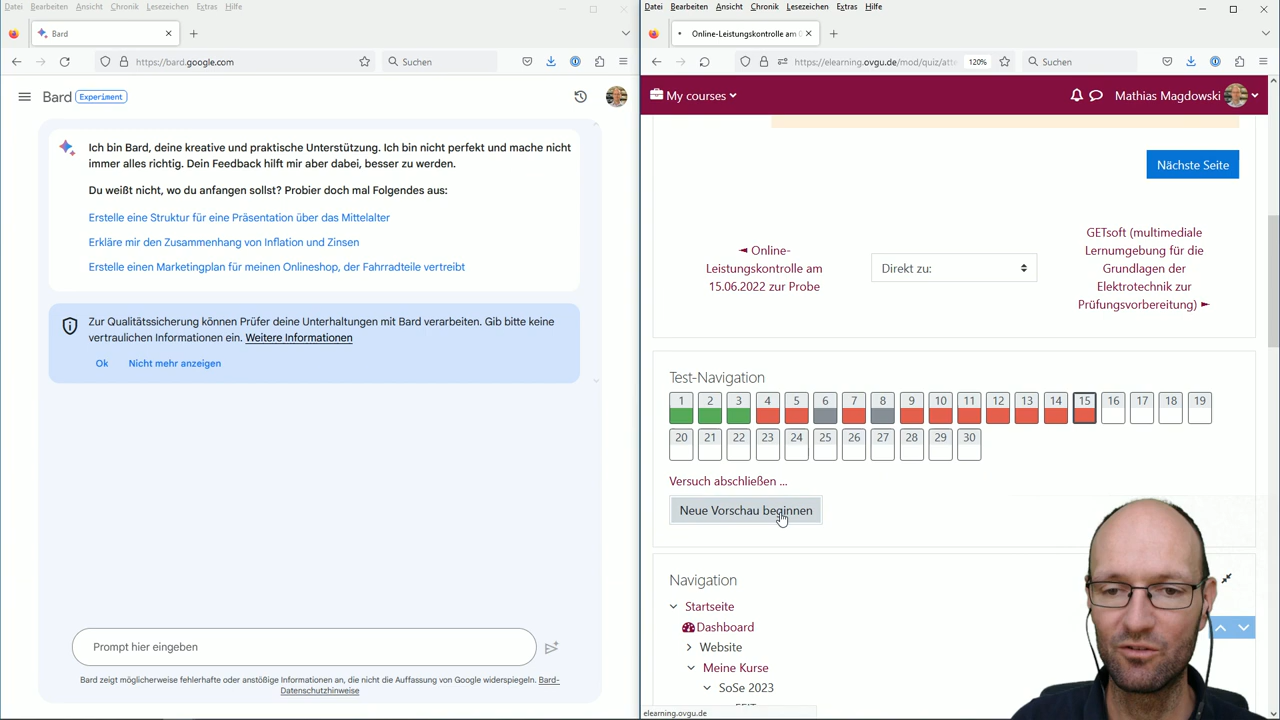 Datei Bearbeiten Ansicht Chronik Lesezeichen Extras Hilfe
Bard
https://bard.google.com
Suchen
Bard Experiment
Ich bin Bard, deine kreative und praktische Unterstützung. Ich bin nicht perfekt und mache nicht
immer alles richtig. Dein Feedback hilft mir aber dabei, besser zu werden.
Du weißt nicht, wo du anfangen sollst? Probier doch mal Folgendes aus:
Erstelle eine Struktur für eine Präsentation über das Mittelalter
Erkläre mir den Zusammenhang von Inflation und Zinsen
Erstelle einen Marketingplan für meinen Onlineshop, der Fahrradteile vertreibt
Zur Qualitätssicherung können Prüfer deine Unterhaltungen mit Bard verarbeiten. Gib bitte keine
vertraulichen Informationen ein. Weitere Informationen
Ok Nicht mehr anzeigen
Prompt hier eingeben
Bard zeigt möglicherweise fehlerhafte oder anstößige Informationen an, die nicht die Auffassung von Google widerspiegeln. Bard-
Datenschutzhinweise
Datei Bearbeiten Ansicht Chronik Lesezeichen Extras Hilfe
Online-Leistungskontrolle am
https://elearning.ovgu.de/mod/quiz/att
120%
Suchen
My courses
Mathias Magdowski
Nächste Seite
◄ Online-
Leistungskontrolle am
15.06.2022 zur Probe
Direkt zu:
GETsoft (multimediale
Lernumgebung für die
Grundlagen der
Elektrotechnik zur
Prüfungsvorbereitung) ►
Test-Navigation
1 2 3 4 5 6 7 8 9 10 11 12 13 14 15 16 17 18 19
20 21 22 23 24 25 26 27 28 29 30
Versuch abschließen ...
Neue Vorschau beginnen
Navigation
Startseite
Dashboard
Website
Meine Kurse
SoSe 2023
elearning.ovgu.de